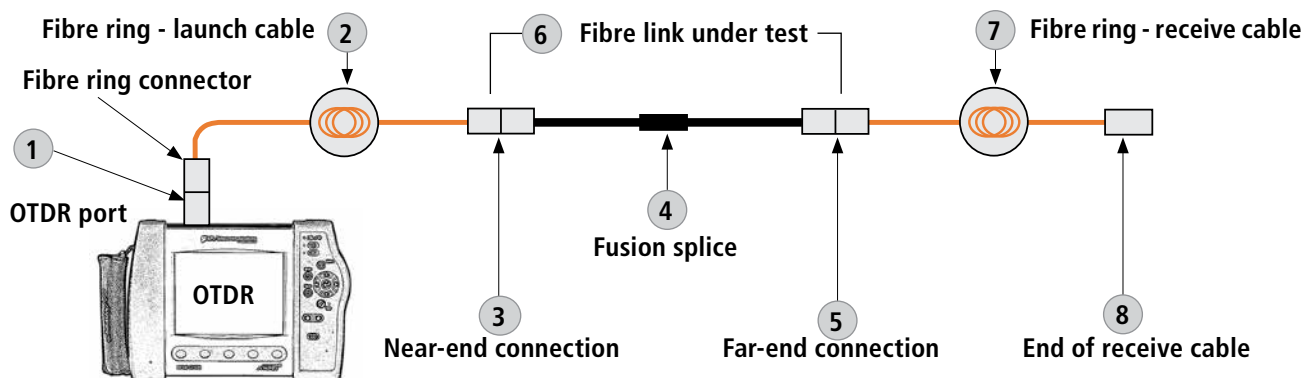 Fibre ring - launch cable 2
6 Fibre link under test
7 Fibre ring - receive cable
Fibre ring connector
1
OTDR port
OTDR
4
Fusion splice
3
Near-end connection
5
Far-end connection
8
End of receive cable